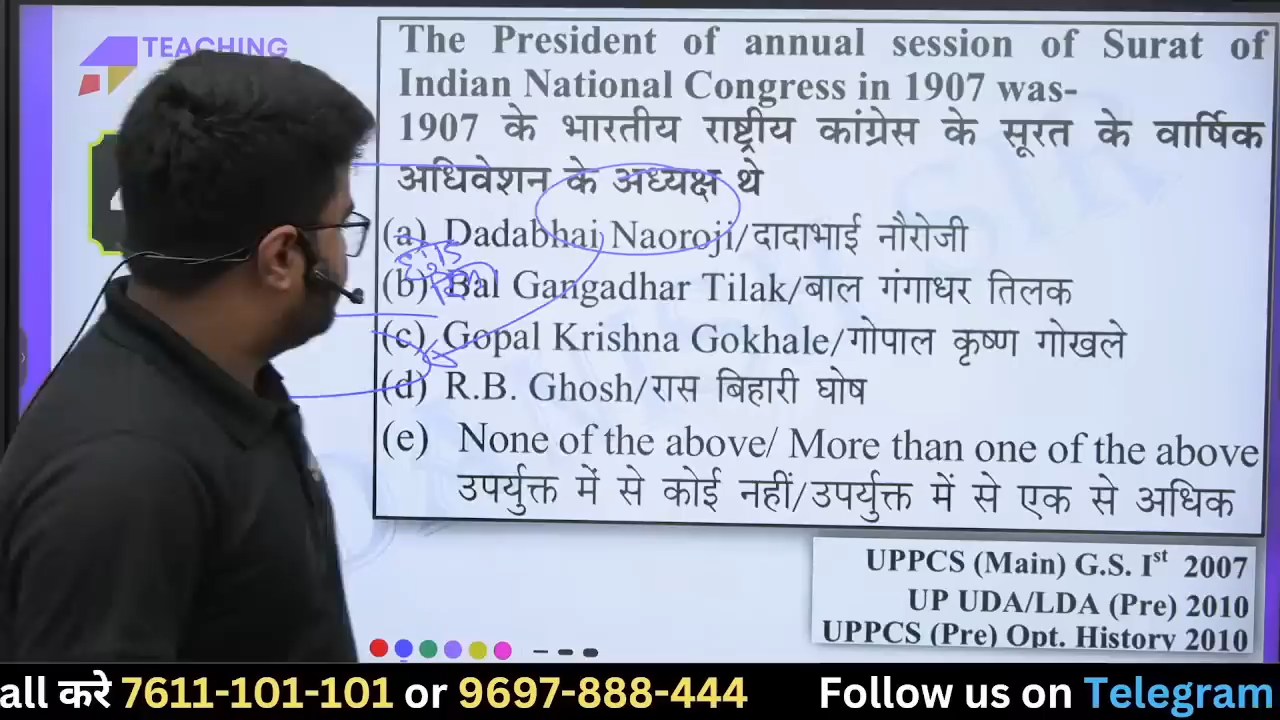 TEACHING
The President of annual session of Surat of
Indian National Congress in 1907 was-
1907 के भारतीय राष्ट्रीय कांग्रेस के सूरत के वार्षिक
अधिवेशन के अध्यक्ष थे
(a) Dadabhai Naoroji/दादाभाई नौरोजी
(b) Bal Gangadhar Tilak/बाल गंगाधर तिलक
(c) Gopal Krishna Gokhale/गोपाल कृष्ण गोखले
(d) R.B. Ghosh/रास बिहारी घोष
(e) None of the above/ More than one of the above
उपर्युक्त में से कोई नहीं/उपर्युक्त में से एक से अधिक
UPPCS (Main) G.S. Ist 2007
UP UDA/LDA (Pre) 2010
UPPCS (Pre) Opt. History 2010
all करे 7611-101-101 or 9697-888-444 Follow us on Telegram